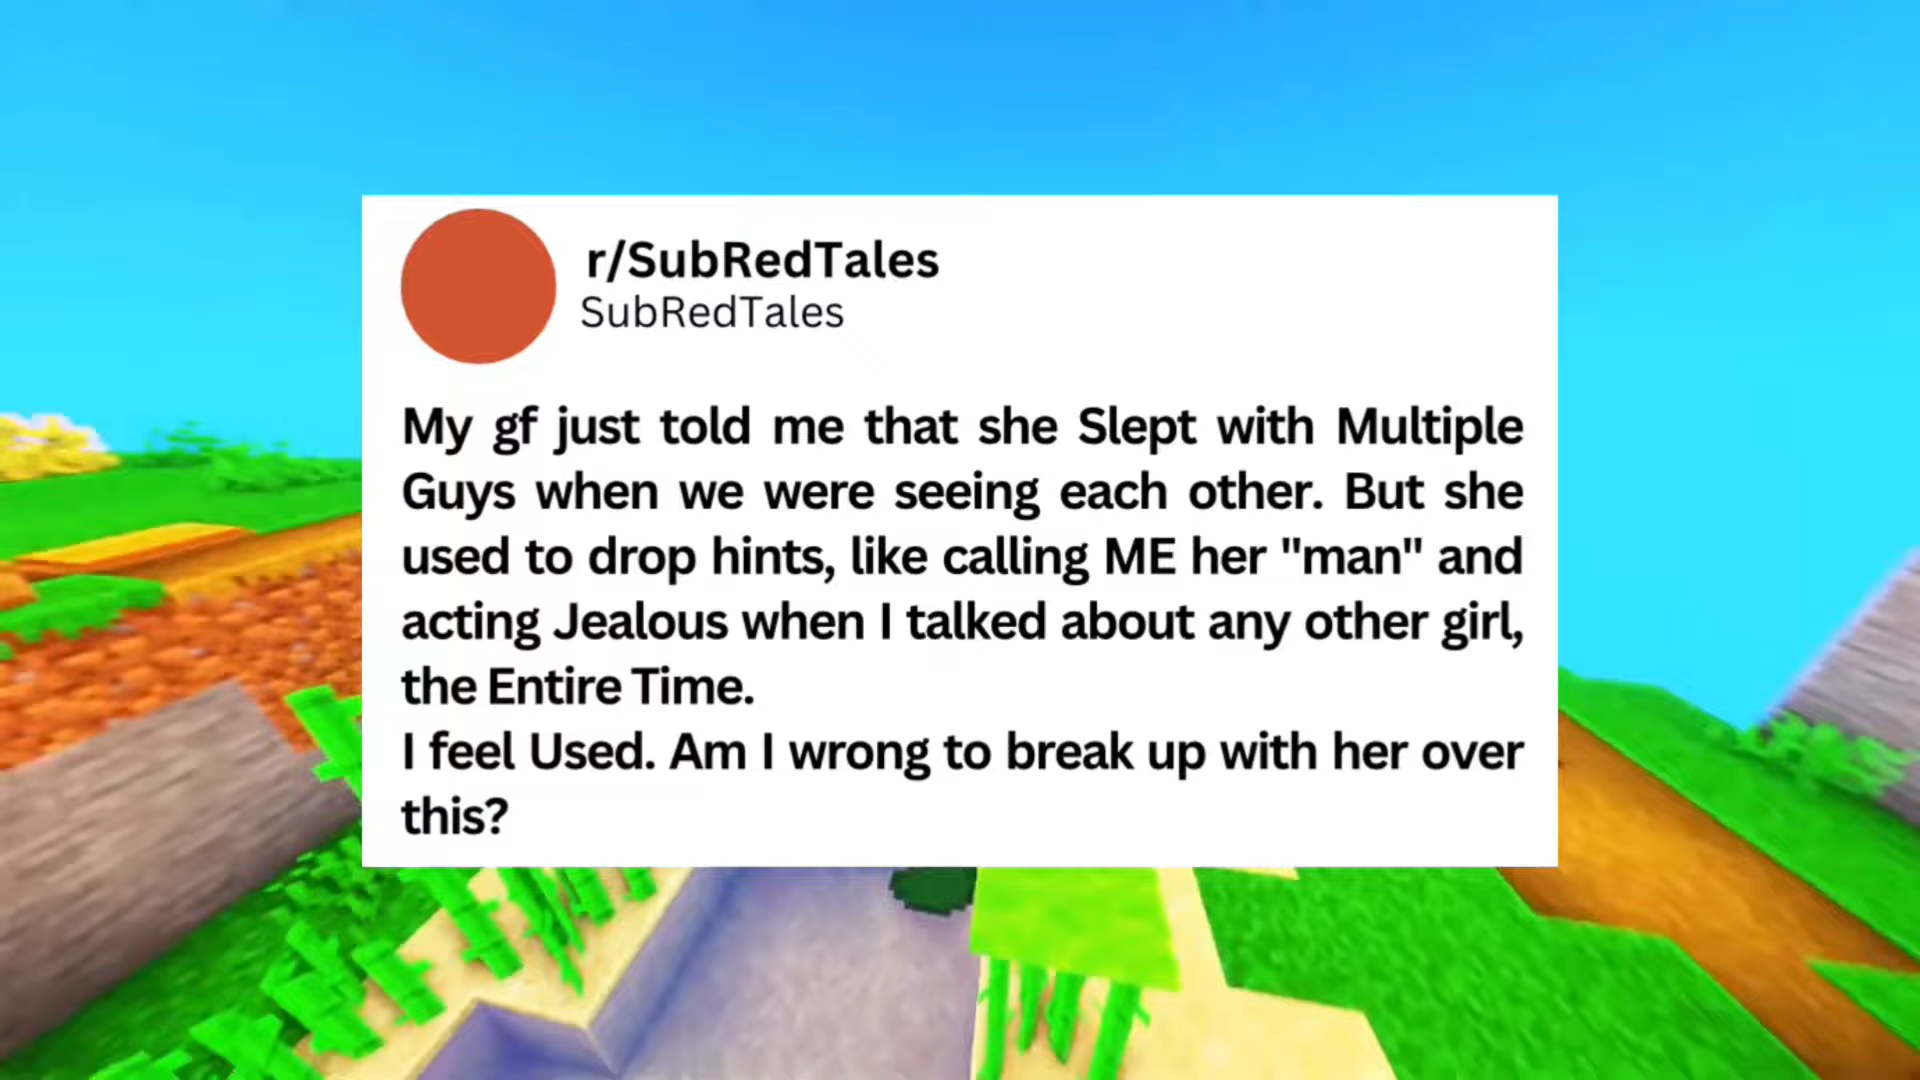 r/SubRedTales
SubRedTales
My gf just told me that she Slept with Multiple
Guys when we were seeing each other. But she
used to drop hints, like calling ME her "man" and
acting Jealous when I talked about any other girl,
the Entire Time.
I feel Used. Am I wrong to break up with her over
this?